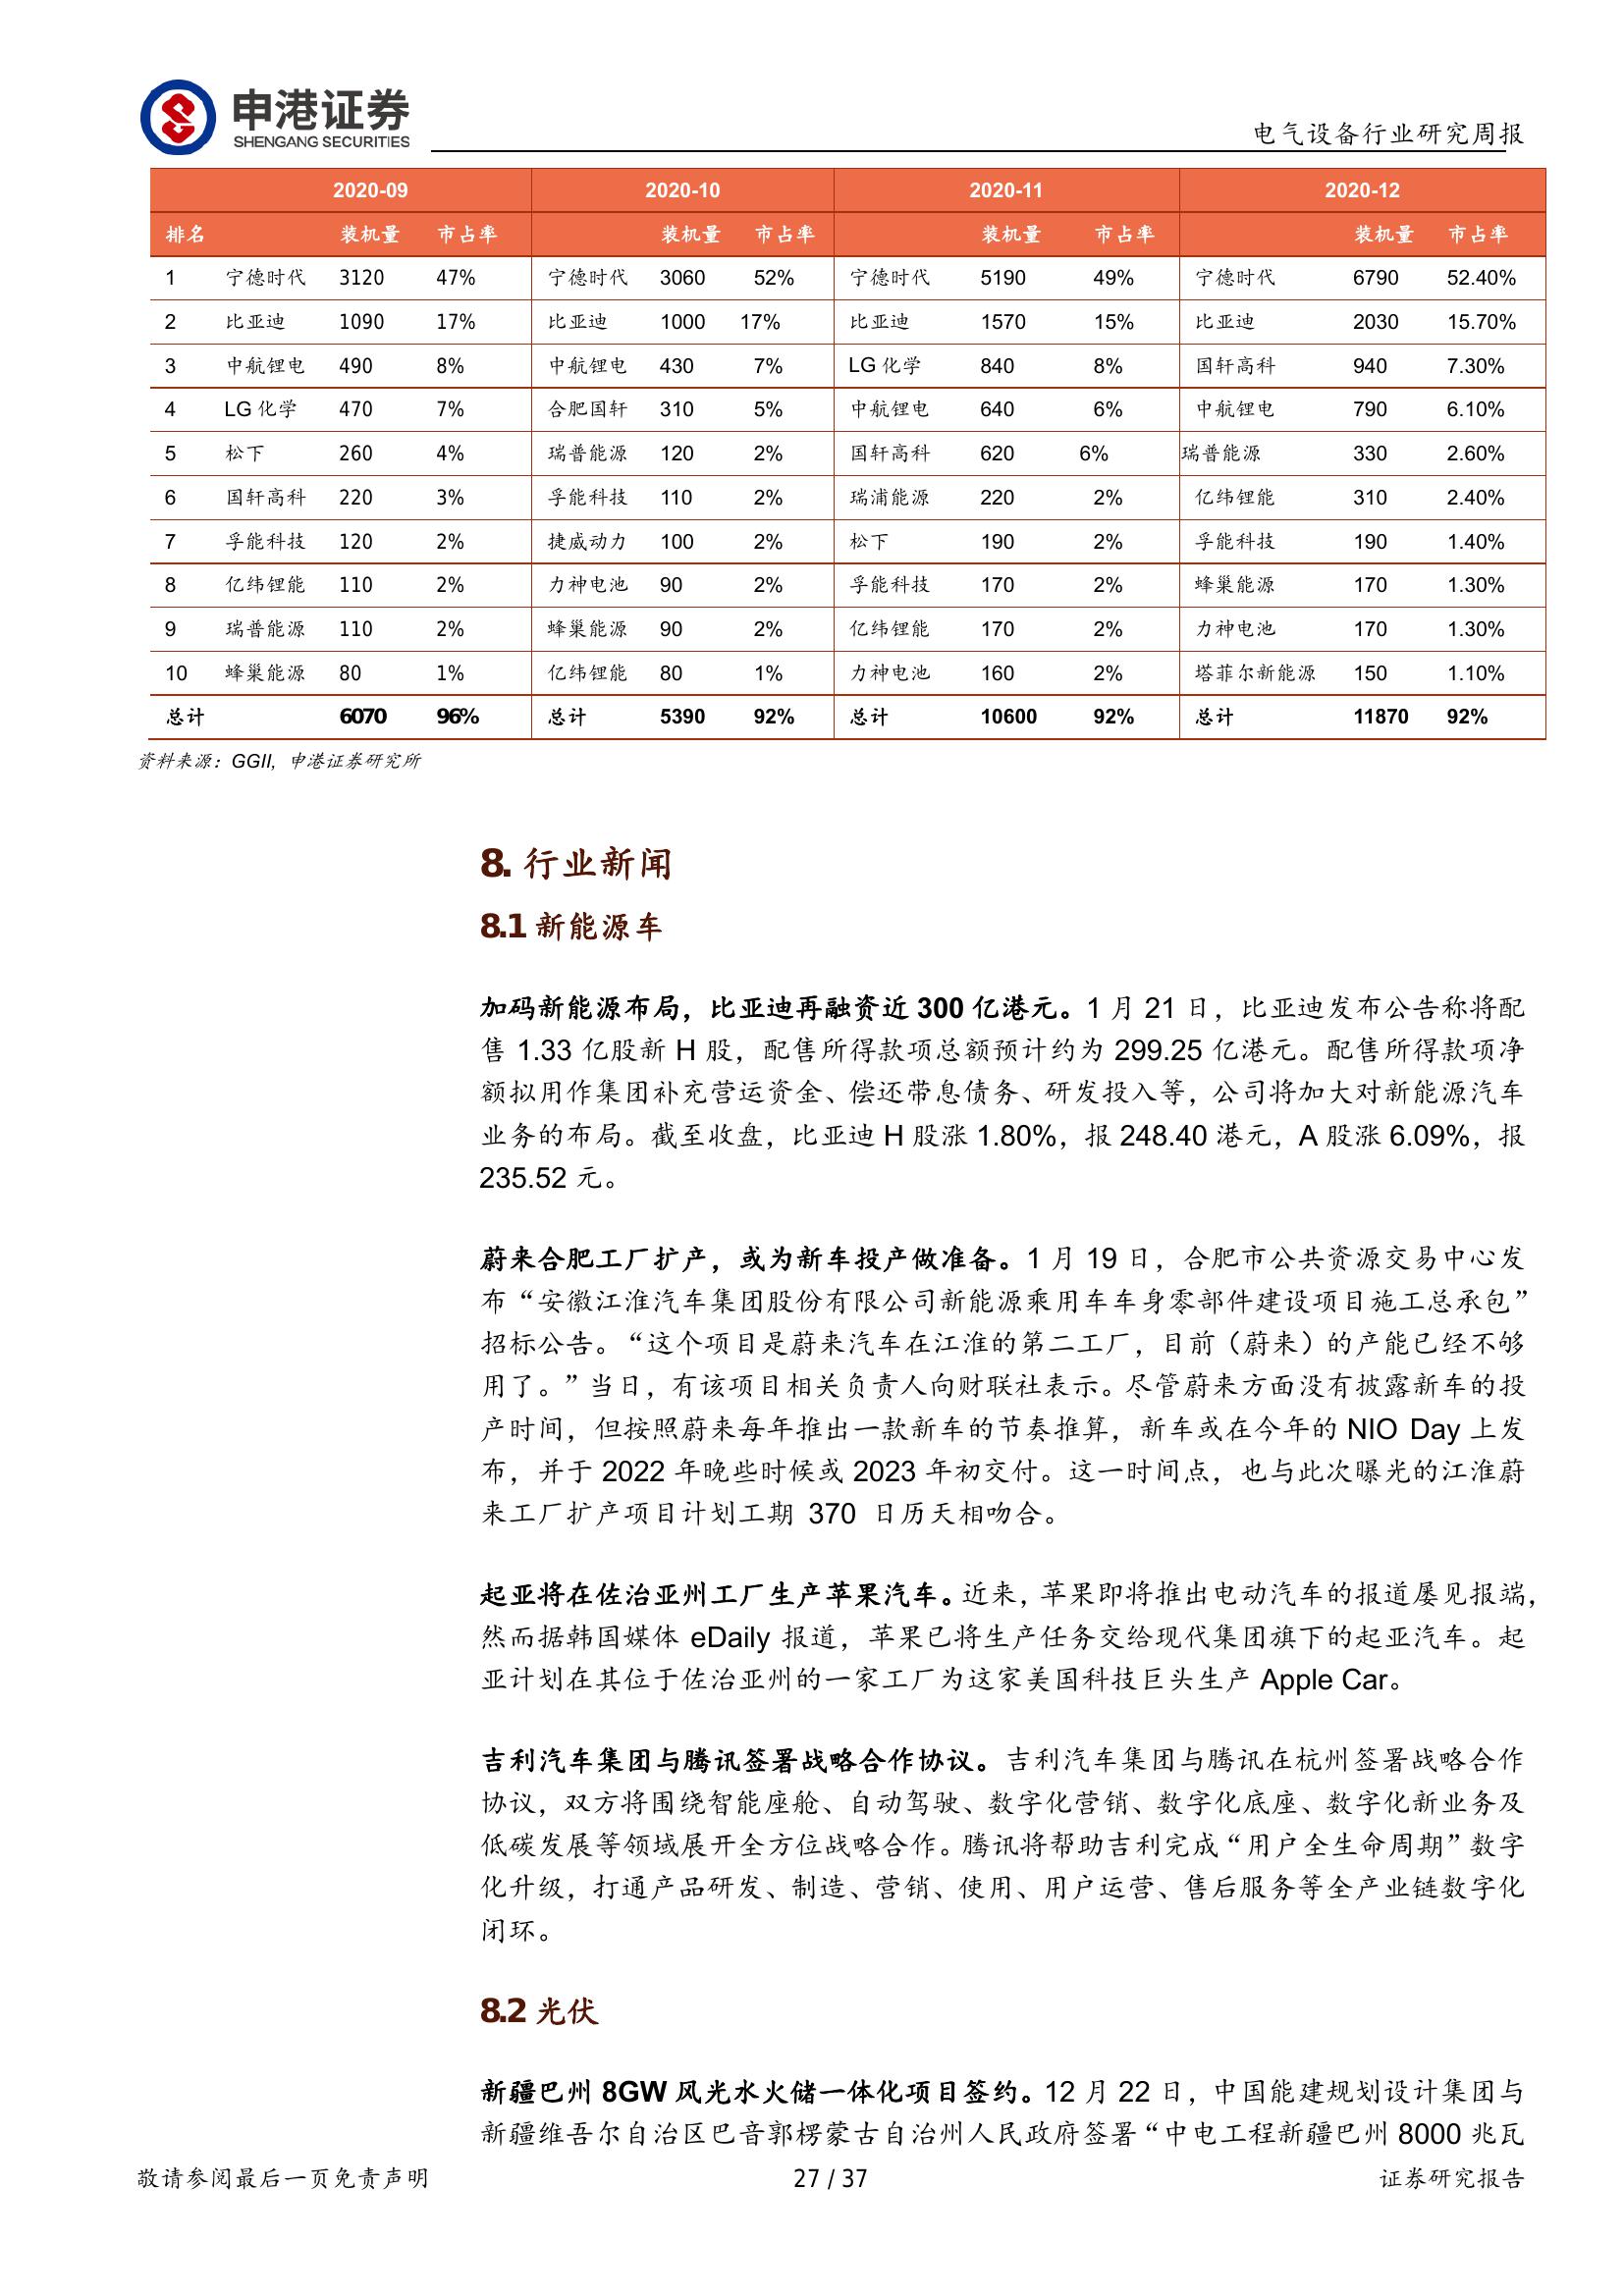 申港证券
SHENGANG SECURITIES
电气设备行业研究周报
2020-09 2020-10 2020-11 2020-12
排名 装机量 市占率 装机量 市占率 装机量 市占率 装机量 市占率
1 宁德时代 3120 47% 宁德时代 3060 52% 宁德时代 5190 49% 宁德时代 6790 52.40%
2 比亚迪 1090 17% 比亚迪 1000 17% 比亚迪 1570 15% 比亚迪 2030 15.70%
3 中航锂电 490 8% 中航锂电 430 7% LG 化学 840 8% 国轩高科 940 7.30%
4 LG 化学 470 7% 合肥国轩 310 5% 中航锂电 640 6% 中航锂电 790 6.10%
5 松下 260 4% 瑞普能源 120 2% 国轩高科 620 6% 瑞普能源 330 2.60%
6 国轩高科 220 3% 孚能科技 110 2% 瑞浦能源 220 2% 亿纬锂能 310 2.40%
7 孚能科技 120 2% 捷威动力 100 2% 松下 190 2% 孚能科技 190 1.40%
8 亿纬锂能 110 2% 力神电池 90 2% 孚能科技 170 2% 蜂巢能源 170 1.30%
9 瑞普能源 110 2% 蜂巢能源 90 2% 亿纬锂能 170 2% 力神电池 170 1.30%
10 蜂巢能源 80 1% 亿纬锂能 80 1% 力神电池 160 2% 塔菲尔新能源 150 1.10%
总计 6070 96% 总计 5390 92% 总计 10600 92% 总计 11870 92%
资料来源：GGII，申港证券研究所
8. 行业新闻
8.1 新能源车
加码新能源布局，比亚迪再融资近 300 亿港元。1 月 21 日，比亚迪发布公告称将配
售 1.33 亿股新 H 股，配售所得款项总额预计约为 299.25 亿港元。配售所得款项净
额拟用作集团补充营运资金、偿还带息债务、研发投入等，公司将加大对新能源汽车
业务的布局。截至收盘，比亚迪 H 股涨 1.80%，报 248.40 港元，A 股涨 6.09%，报
235.52 元。
蔚来合肥工厂扩产，或为新车投产做准备。1 月 19 日，合肥市公共资源交易中心发
布“安徽江淮汽车集团股份有限公司新能源乘用车车身零部件建设项目施工总承包”
招标公告。“这个项目是蔚来汽车在江淮的第二工厂，目前（蔚来）的产能已经不够
用了。”当日，有该项目相关负责人向财联社表示。尽管蔚来方面没有披露新车的投
产时间，但按照蔚来每年推出一款新车的节奏推算，新车或在今年的 NIO Day 上发
布，并于 2022 年晚些时候或 2023 年初交付。这一时间点，也与此次曝光的江淮蔚
来工厂扩产项目计划工期 370 日历天相吻合。
起亚将在佐治亚州工厂生产苹果汽车。近来，苹果即将推出电动汽车的报道屡见报端，
然而据韩国媒体 eDaily 报道，苹果已将生产任务交给现代集团旗下的起亚汽车。起
亚计划在其位于佐治亚州的一家工厂为这家美国科技巨头生产 Apple Car。
吉利汽车集团与腾讯签署战略合作协议。吉利汽车集团与腾讯在杭州签署战略合作
协议，双方将围绕智能座舱、自动驾驶、数字化营销、数字化底座、数字化新业务及
低碳发展等领域展开全方位战略合作。腾讯将帮助吉利完成“用户全生命周期”数字
化升级，打通产品研发、制造、营销、使用、用户运营、售后服务等全产业链数字化
闭环。
8.2 光伏
新疆巴州 8GW 风光水火储一体化项目签约。12 月 22 日，中国能建规划设计集团与
新疆维吾尔自治区巴音郭楞蒙古自治州人民政府签署“中电工程新疆巴州 8000 兆瓦
敬请参阅最后一页免责声明 27 / 37 证券研究报告